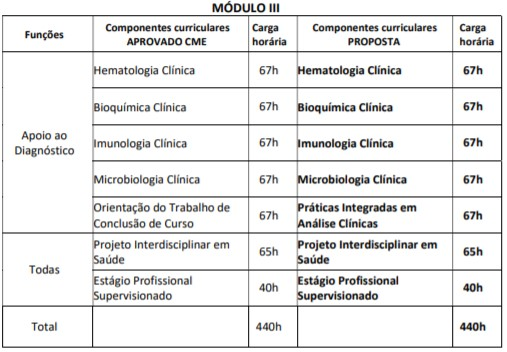 MÓDULO III
Funções
Componentes curriculares
APROVADO CME
Carga
horária
Componentes curriculares
PROPOSTA
Carga
horária
Apoio ao
Diagnóstico
Hematologia Clínica
67h
Hematologia Clínica
67h
Bioquímica Clínica
67h
Bioquímica Clínica
67h
Imunologia Clínica
67h
Imunologia Clínica
67h
Microbiologia Clínica
67h
Microbiologia Clínica
67h
Orientação do Trabalho de
Conclusão de Curso
67h
Práticas Integradas em
Análise Clínicas
67h
Todas
Projeto Interdisciplinar em
Saúde
65h
Projeto Interdisciplinar em
Saúde
65h
Estágio Profissional
Supervisionado
40h
Estágio Profissional
Supervisionado
40h
Total
440h
440h